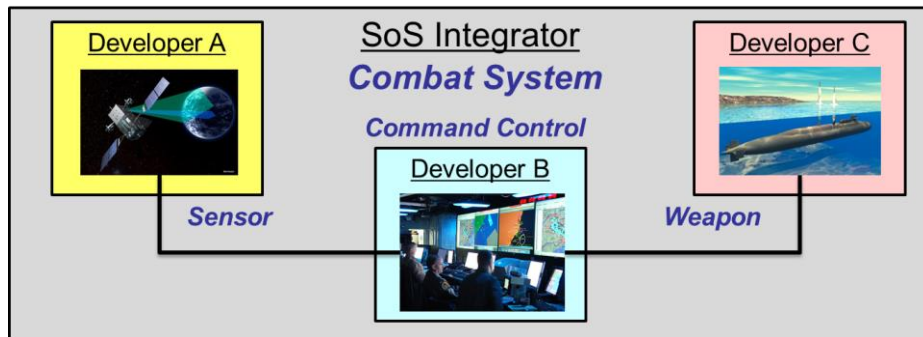 Developer A
SoS Integrator
Combat System
Command Control
Developer B
Developer C
Sensor
Weapon